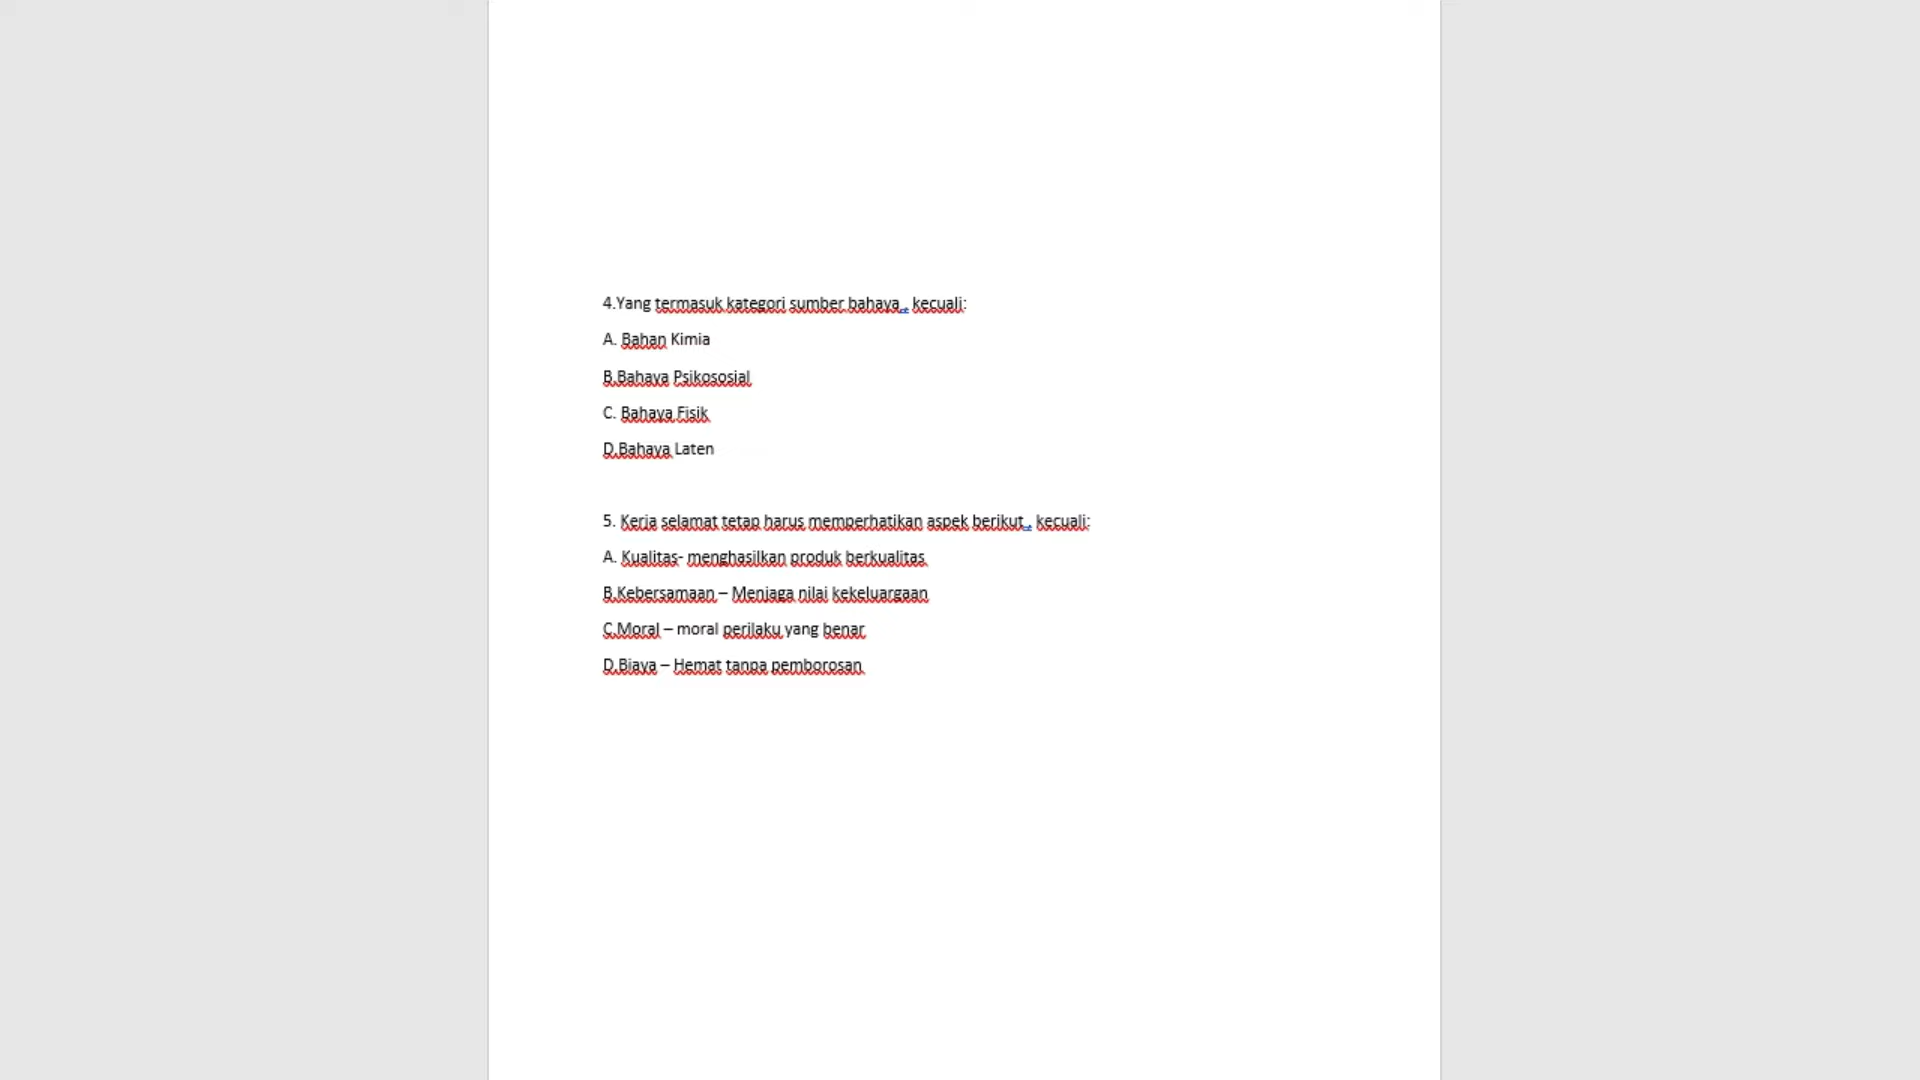 4.Yang termasuk kategori sumber bahaya , kecuali:
A. Bahan Kimia
B.Bahaya Psikososial
C. Bahaya Fisik
D.Bahaya Laten
5. Kerja selamat tetap harus memperhatikan aspek berikut , kecuali:
A. Kualitas- menghasilkan produk berkualitas
B.Kebersamaan – Menjaga nilai kekeluargaan
C.Moral – moral perilaku yang benar
D.Biaya – Hemat tanpa pemborosan